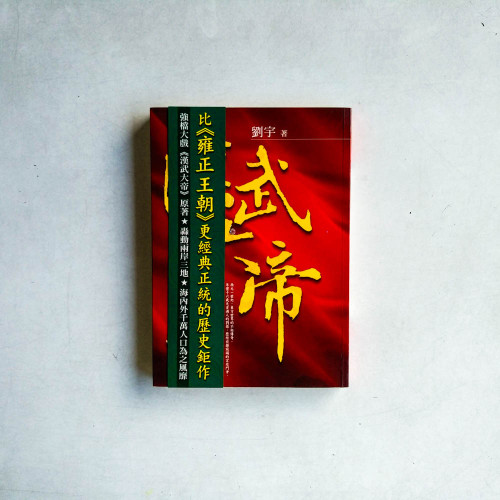 劉宇 著
武
帝
比《雍正王朝》更經典正統的歷史鉅作
強檔大戲《漢武大帝》原著★轟動兩岸三地★海內外千萬人口為之風靡